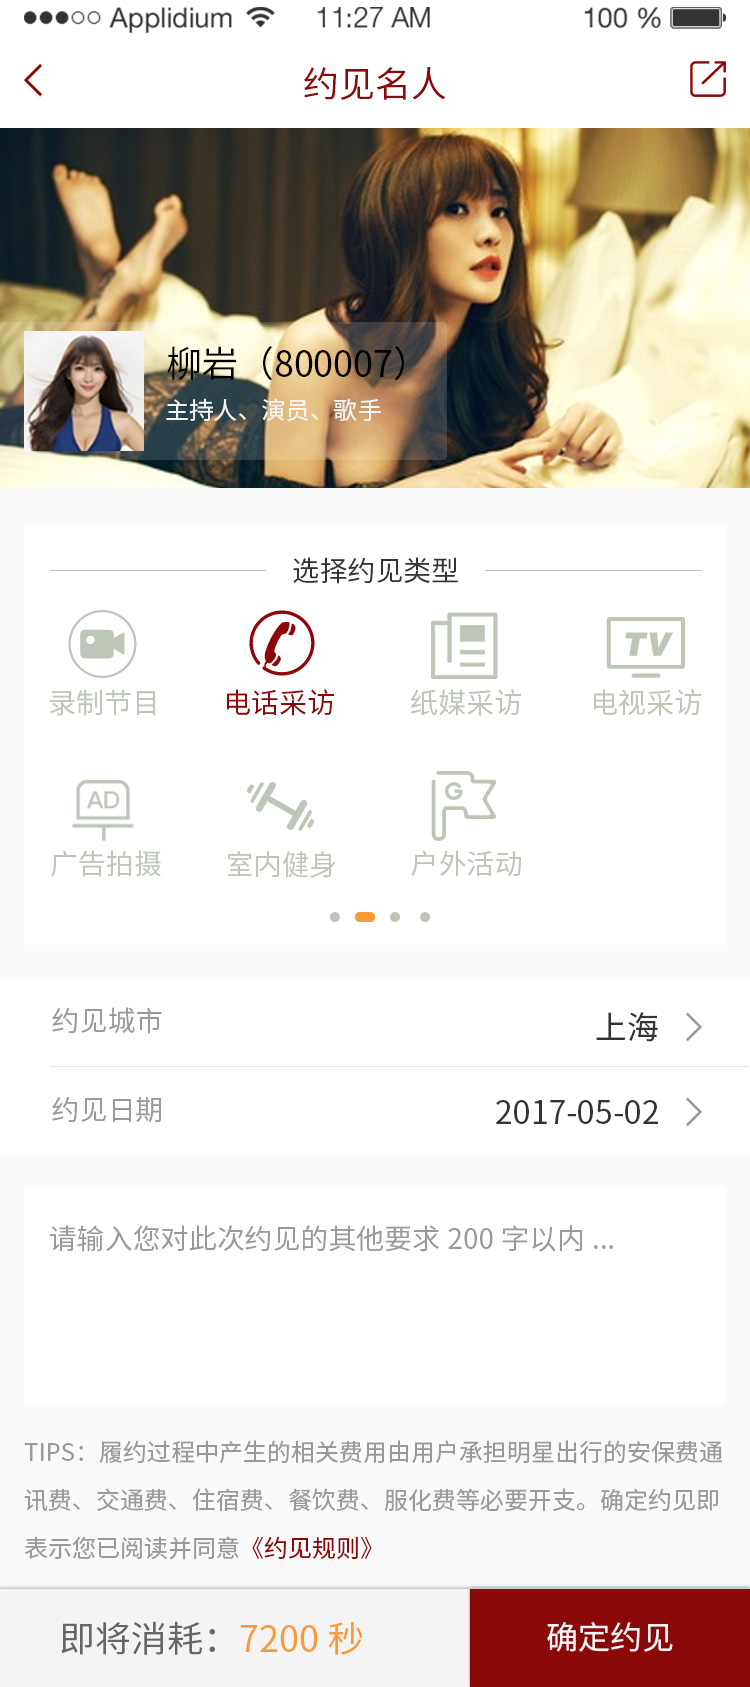 Applidium 11:27 AM 100 %
约见名人
柳岩（800007）
主持人、演员、歌手
选择约见类型
TV
录制节目 电话采访 纸媒采访 电视采访
AD G
广告拍摄 室内健身 户外活动
约见城市 上海
约见日期 2017-05-02
请输入您对此次约见的其他要求 200 字以内 ...
TIPS：履约过程中产生的相关费用由用户承担明星出行的安保费通
讯费、交通费、住宿费、餐饮费、服化费等必要开支。确定约见即
表示您已阅读并同意《约见规则》
即将消耗：7200 秒 确定约见